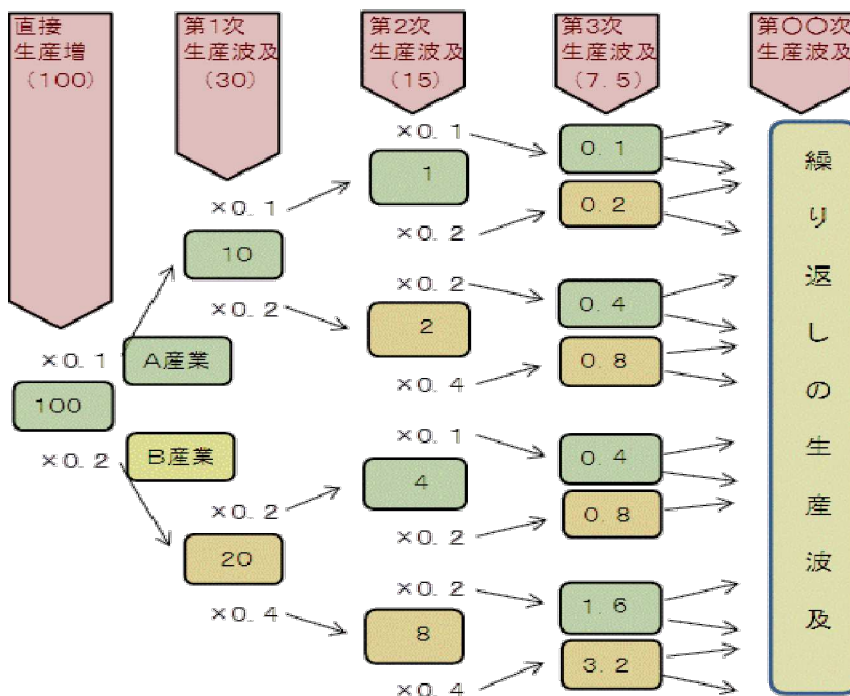 直接
生産増
(100)
第1次
生産波及
(30)
第2次
生産波及
(15)
第3次
生産波及
(7.5)
第〇〇次
生産波及
×0.1
0.1
1
0.2
×0.1
×0.2
10
×0.2
×0.2
0.4
2
×0.1
A産業
0.8
×0.4
100
×0.1
×0.2
B産業
0.4
4
×0.2
0.8
×0.2
20
×0.2
1.6
×0.4
8
3.2
×0.4
繰り返しの生産波及